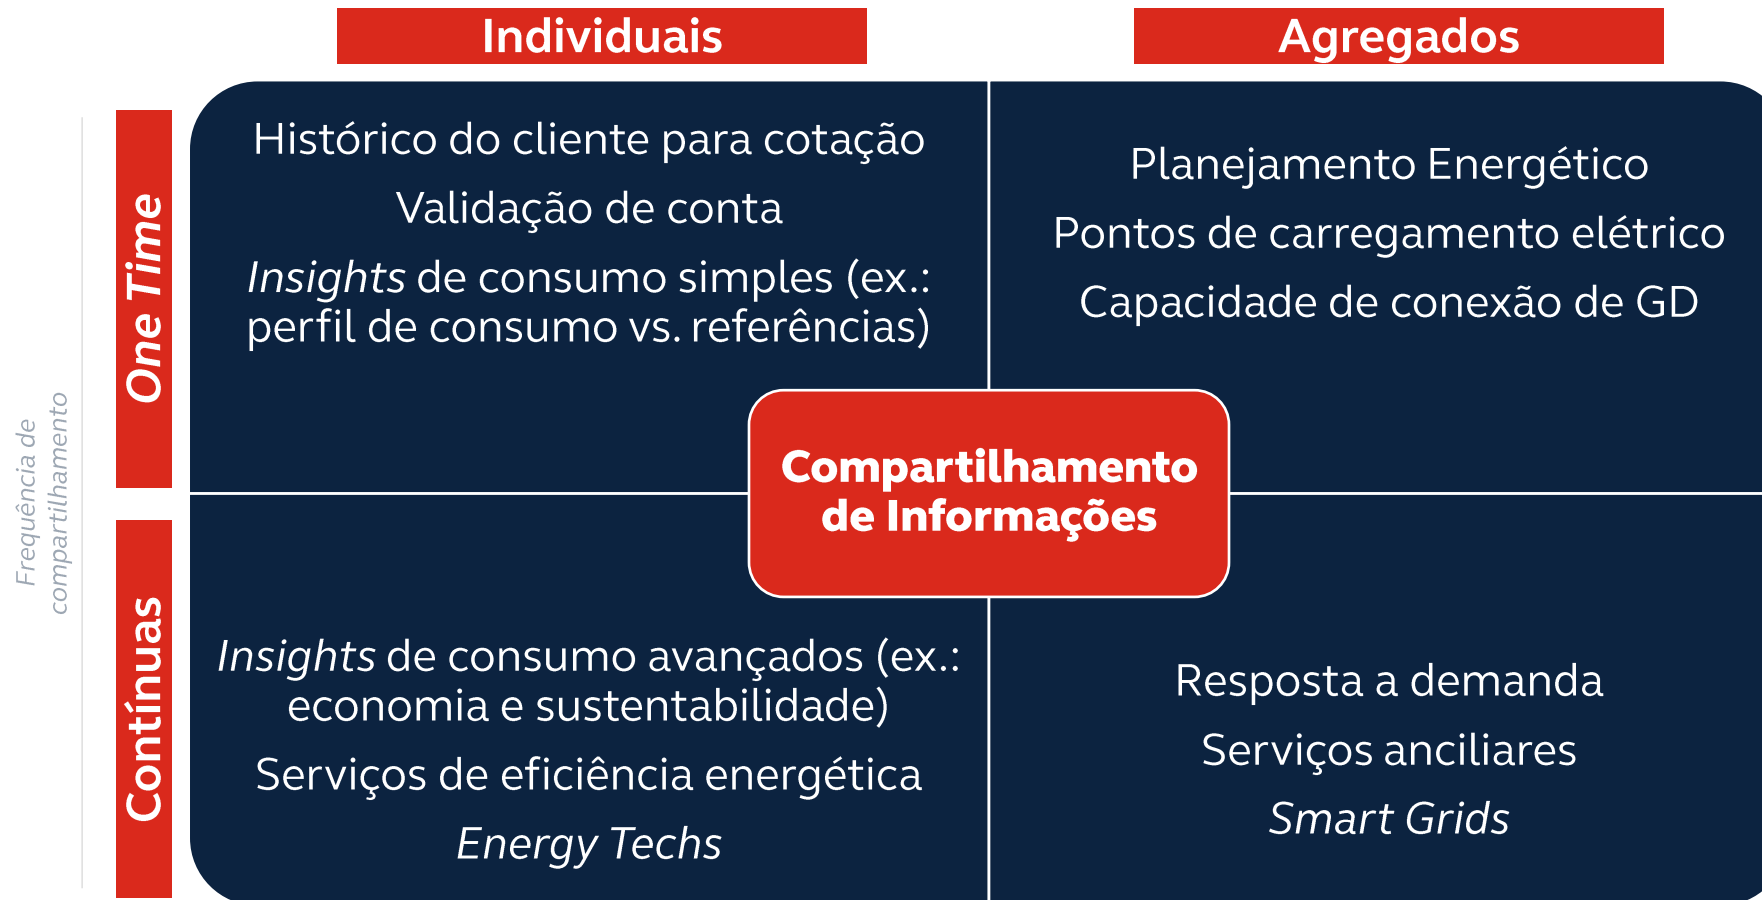 Individuais
Agregados
Frequência de
compartilhamento
One Time
Histórico do cliente para cotação
Validação de conta
Insights de consumo simples (ex.:
perfil de consumo vs. referências)
Planejamento Energético
Pontos de carregamento elétrico
Capacidade de conexão de GD
Compartilhamento
de Informações
Contínuas
Insights de consumo avançados (ex.:
economia e sustentabilidade)
Serviços de eficiência energética
Energy Techs
Resposta a demanda
Serviços anciliares
Smart Grids